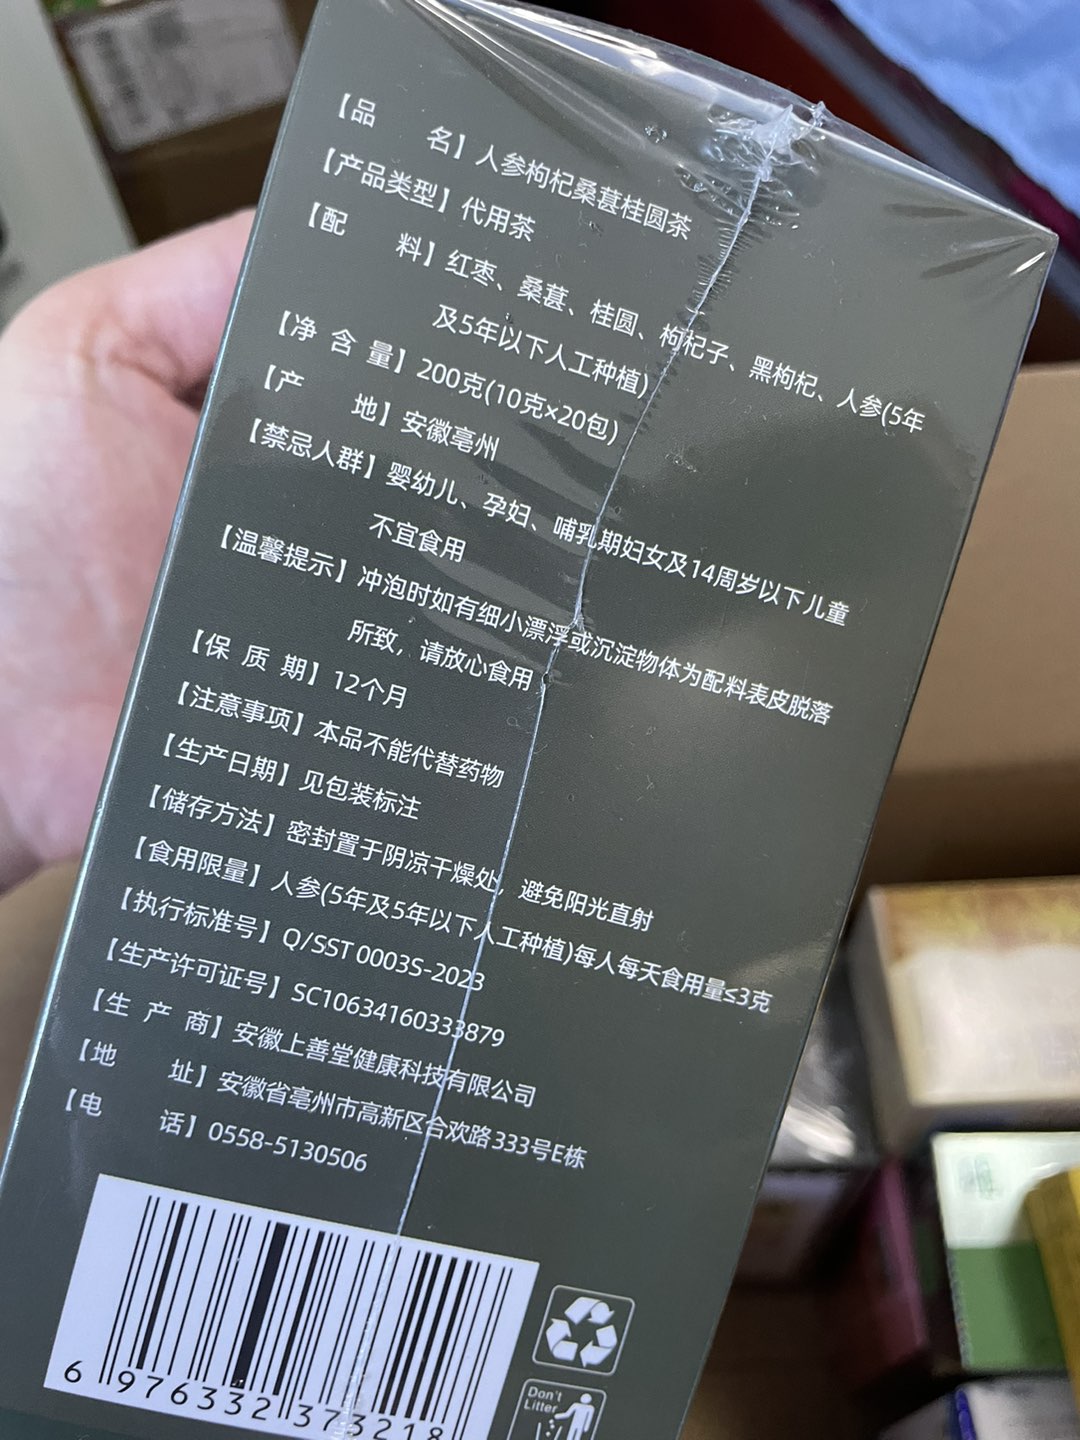 【品名】人参枸杞桑葚桂圆茶
【产品类型】代用茶
【配料】红枣、桑葚、桂圆、枸杞子、黑枸杞、人参(5年
及5年以下人工种植)
【净含量】200克(10克×20包)
【产地】安徽亳州
【禁忌人群】婴幼儿、孕妇、哺乳期妇女及14周岁以下儿童
不宜食用
【温馨提示】冲泡时如有细小漂浮或沉淀物体为配料表皮脱落
所致，请放心食用
【保质期】12个月
【注意事项】本品不能代替药物
【生产日期】见包装标注
【储存方法】密封置于阴凉干燥处，避免阳光直射
【食用限量】人参(5年及5年以下人工种植)每人每天食用量≤3克
【执行标准号】Q/SST 0003S-2023
【生产许可证号】SC10634160333879
【生产商】安徽上善堂健康科技有限公司
【地址】安徽省亳州市高新区合欢路333号E栋
【电话】0558-5130506
6 976332 373218
Don't
Litter